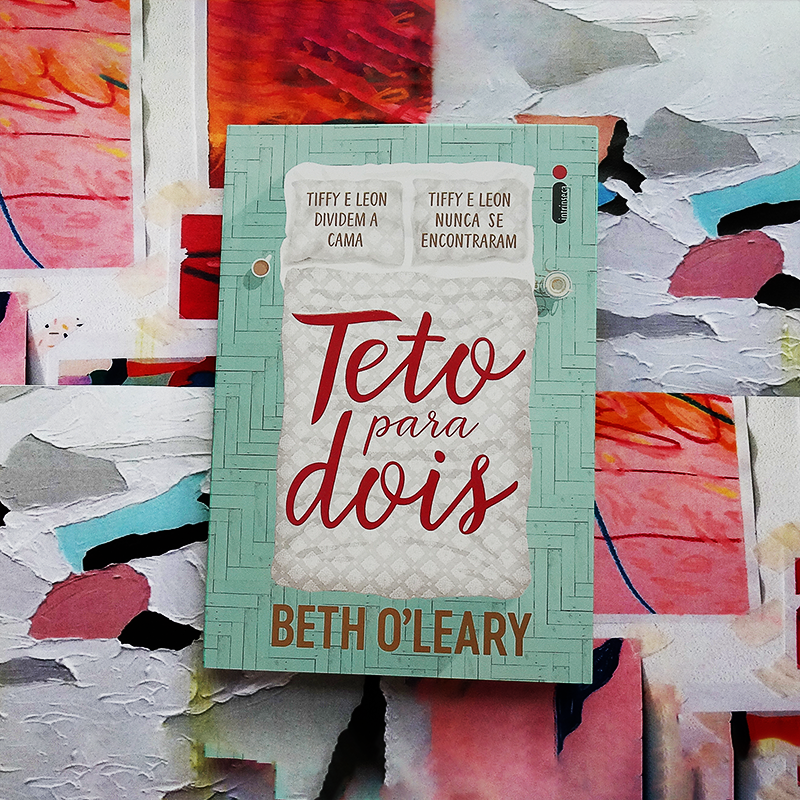 TIFFY E LEON
DIVIDEM A
CAMA
TIFFY E LEON
NUNCA SE
ENCONTRARAM
intrínseca
Teto
para
dois
BETH O'LEARY